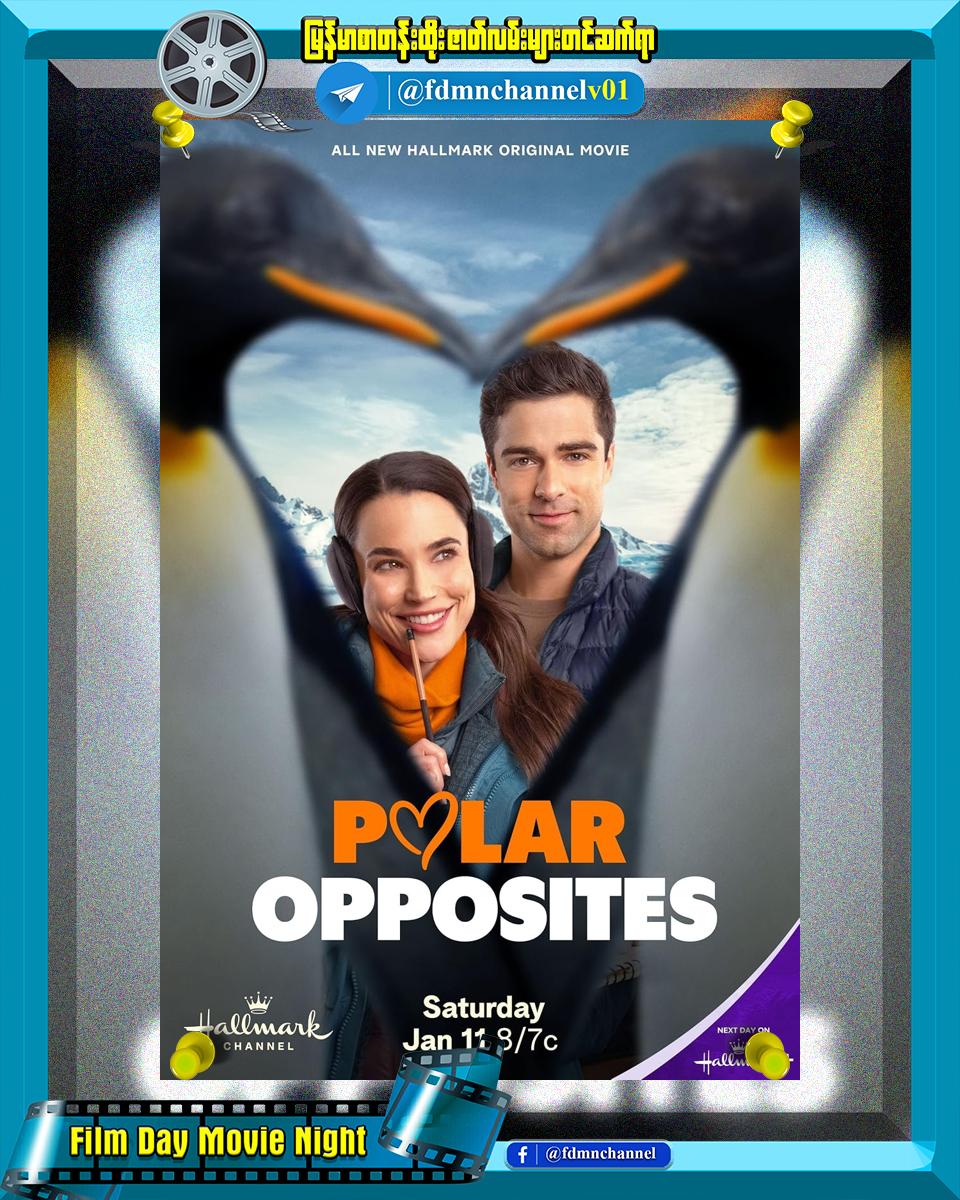 မြန်မာစာတန်းထိုးဇာတ်လမ်းများတင်ဆက်ရာ
@fdmnchannelv01
ALL NEW HALLMARK ORIGINAL MOVIE
POLAR
OPPOSITES
Saturday
Jan 11 8/7c
Hallmark
CHANNEL
NEXT DAY ON
Film Day Movie Night
@fdmnchannel